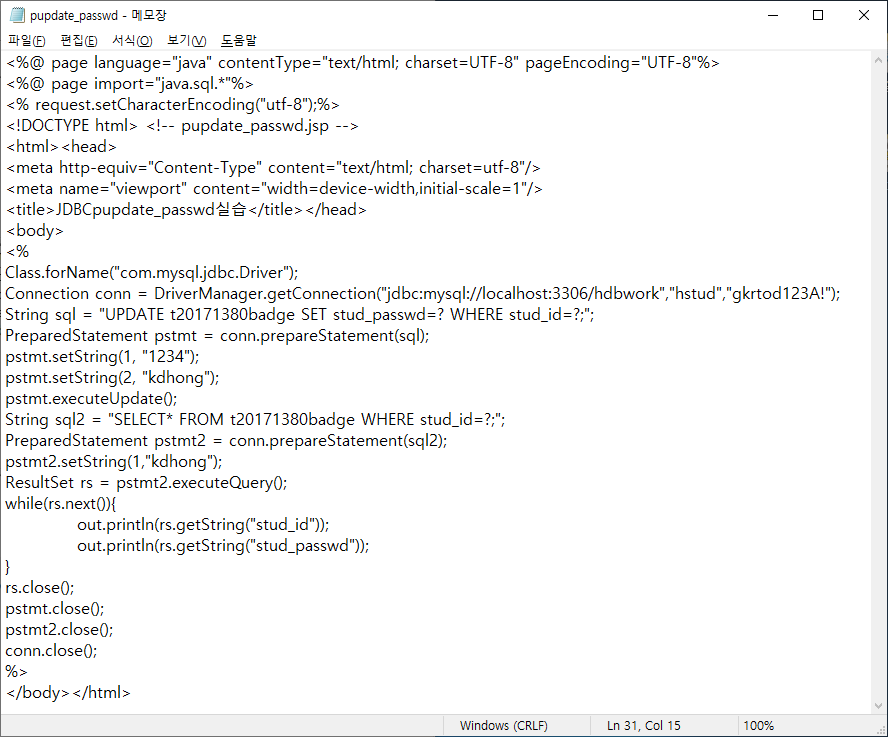 pupdate_passwd - 메모장
파일(F) 편집(E) 서식(O) 보기(V) 도움말
<%@ page language="java" contentType="text/html; charset=UTF-8" pageEncoding="UTF-8"%>
<%@ page import="java.sql.*"%>
<% request.setCharacterEncoding("utf-8");%>
<!DOCTYPE html> <!-- pupdate_passwd.jsp -->
<html><head>
<meta http-equiv="Content-Type" content="text/html; charset=utf-8"/>
<meta name="viewport" content="width=device-width,initial-scale=1"/>
<title>JDBCpupdate_passwd실습</title></head>
<body>
<%
Class.forName("com.mysql.jdbc.Driver");
Connection conn = DriverManager.getConnection("jdbc:mysql://localhost:3306/hdbwork","hstud","gkrtod123A!");
String sql = "UPDATE t20171380badge SET stud_passwd=? WHERE stud_id=?;";
PreparedStatement pstmt = conn.prepareStatement(sql);
pstmt.setString(1, "1234");
pstmt.setString(2, "kdhong");
pstmt.executeUpdate();
String sql2 = "SELECT* FROM t20171380badge WHERE stud_id=?;";
PreparedStatement pstmt2 = conn.prepareStatement(sql2);
pstmt2.setString(1,"kdhong");
ResultSet rs = pstmt2.executeQuery();
while(rs.next()){
out.println(rs.getString("stud_id"));
out.println(rs.getString("stud_passwd"));
}
rs.close();
pstmt.close();
pstmt2.close();
conn.close();
%>
</body></html>
Windows (CRLF) Ln 31, Col 15 100%